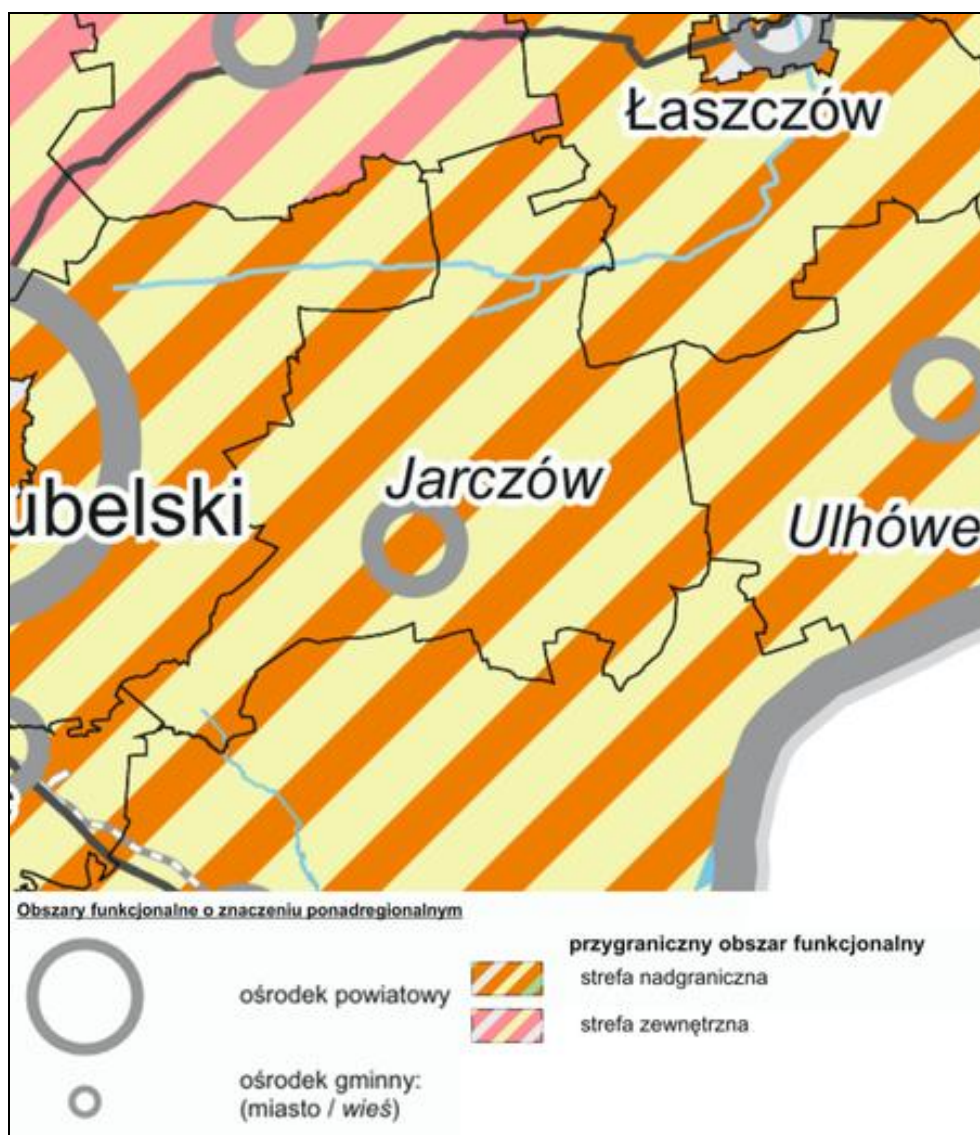 Łaszczów
Jarczów
ubelski
Ulhówe
Obszary funkcjonalne o znaczeniu ponadregionalnym
przygraniczny obszar funkcjonalny
strefa nadgraniczna
ośrodek powiatowy
strefa zewnętrzna
ośrodek gminny:
(miasto / wieś)